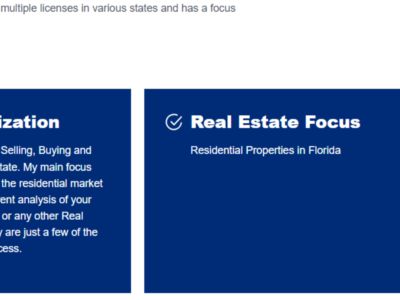 multiple licenses in various states and has a focus
ization
Selling, Buying and
tate. My main focus
the residential market
rent analysis of your
or any other Real
y are just a few of the
cess.
Real Estate Focus
Residential Properties in Florida